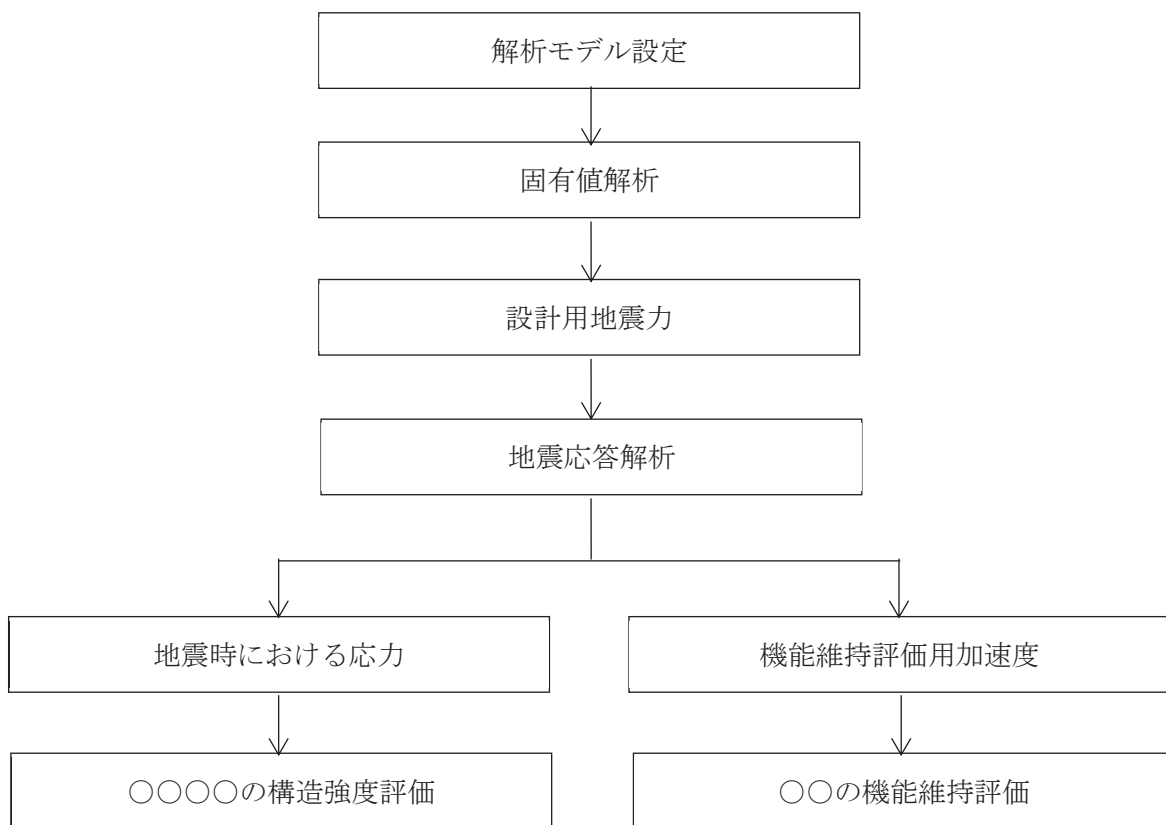 解析モデル設定
固有値解析
設計用地震力
地震応答解析
地震時における応力
機能維持評価用加速度
○○○○の構造強度評価
○○の機能維持評価